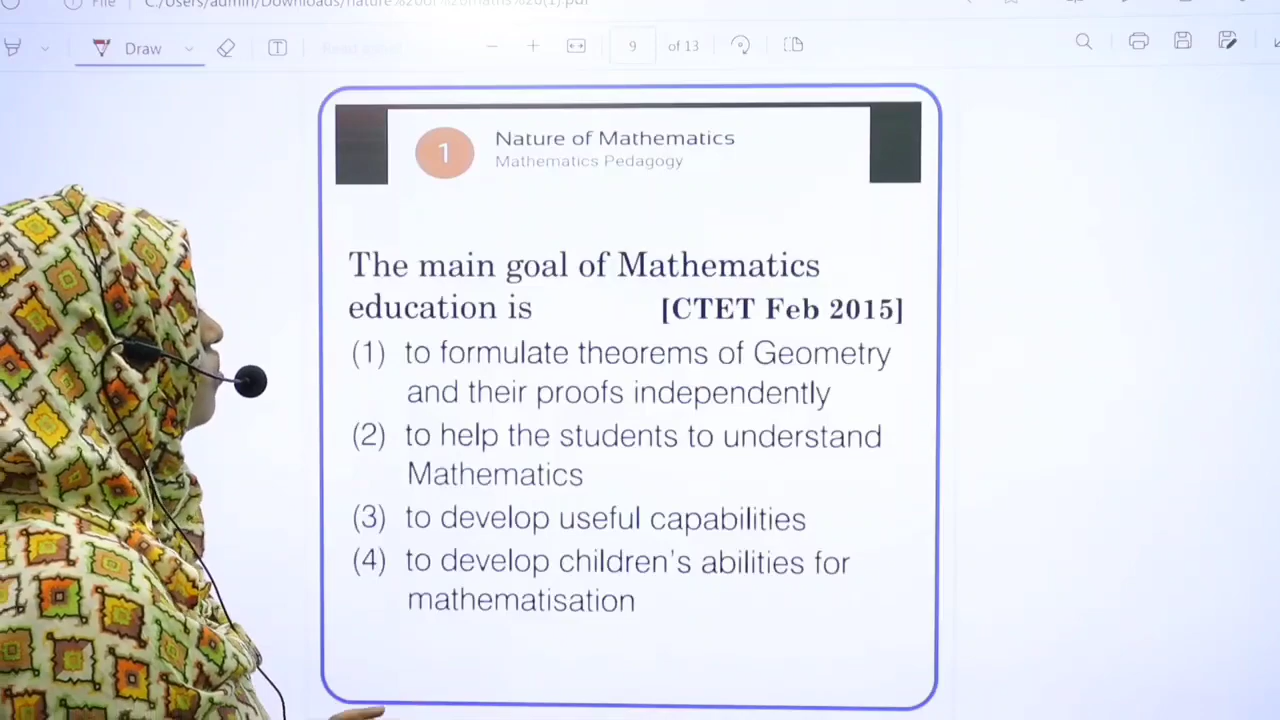 File
Draw
9 of 13
1
Nature of Mathematics
Mathematics Pedagogy
The main goal of Mathematics
education is [CTET Feb 2015]
(1) to formulate theorems of Geometry
and their proofs independently
(2) to help the students to understand
Mathematics
(3) to develop useful capabilities
(4) to develop children's abilities for
mathematisation